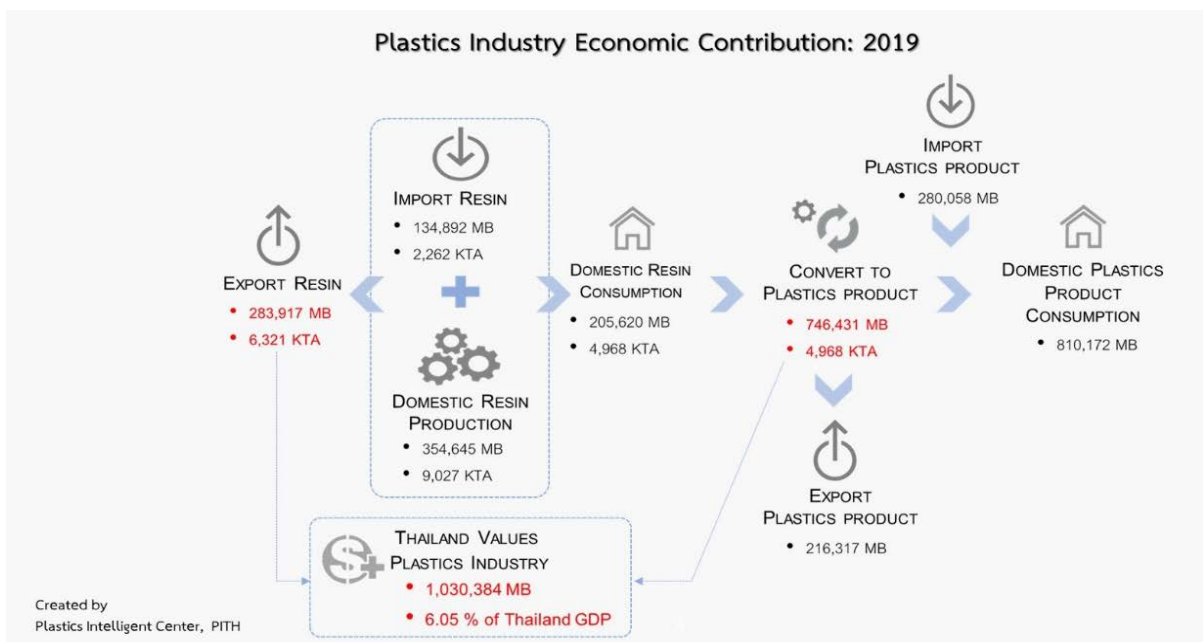 Plastics Industry Economic Contribution: 2019
IMPORT
PLASTICS PRODUCT
• 280,058 MB
IMPORT RESIN
• 134,892 MB
• 2,262 KTA
EXPORT RESIN
• 283,917 MB
• 6,321 KTA
DOMESTIC RESIN
CONSUMPTION
• 205,620 MB
• 4,968 KTA
CONVERT TO
PLASTICS PRODUCT
• 746,431 MB
• 4,968 KTA
DOMESTIC PLASTICS
PRODUCT
CONSUMPTION
• 810,172 MB
DOMESTIC RESIN
PRODUCTION
• 354,645 MB
• 9,027 KTA
EXPORT
PLASTICS PRODUCT
• 216,317 MB
THAILAND VALUES
PLASTICS INDUSTRY
• 1,030,384 MB
• 6.05 % of Thailand GDP
Created by
Plastics Intelligent Center, PITH